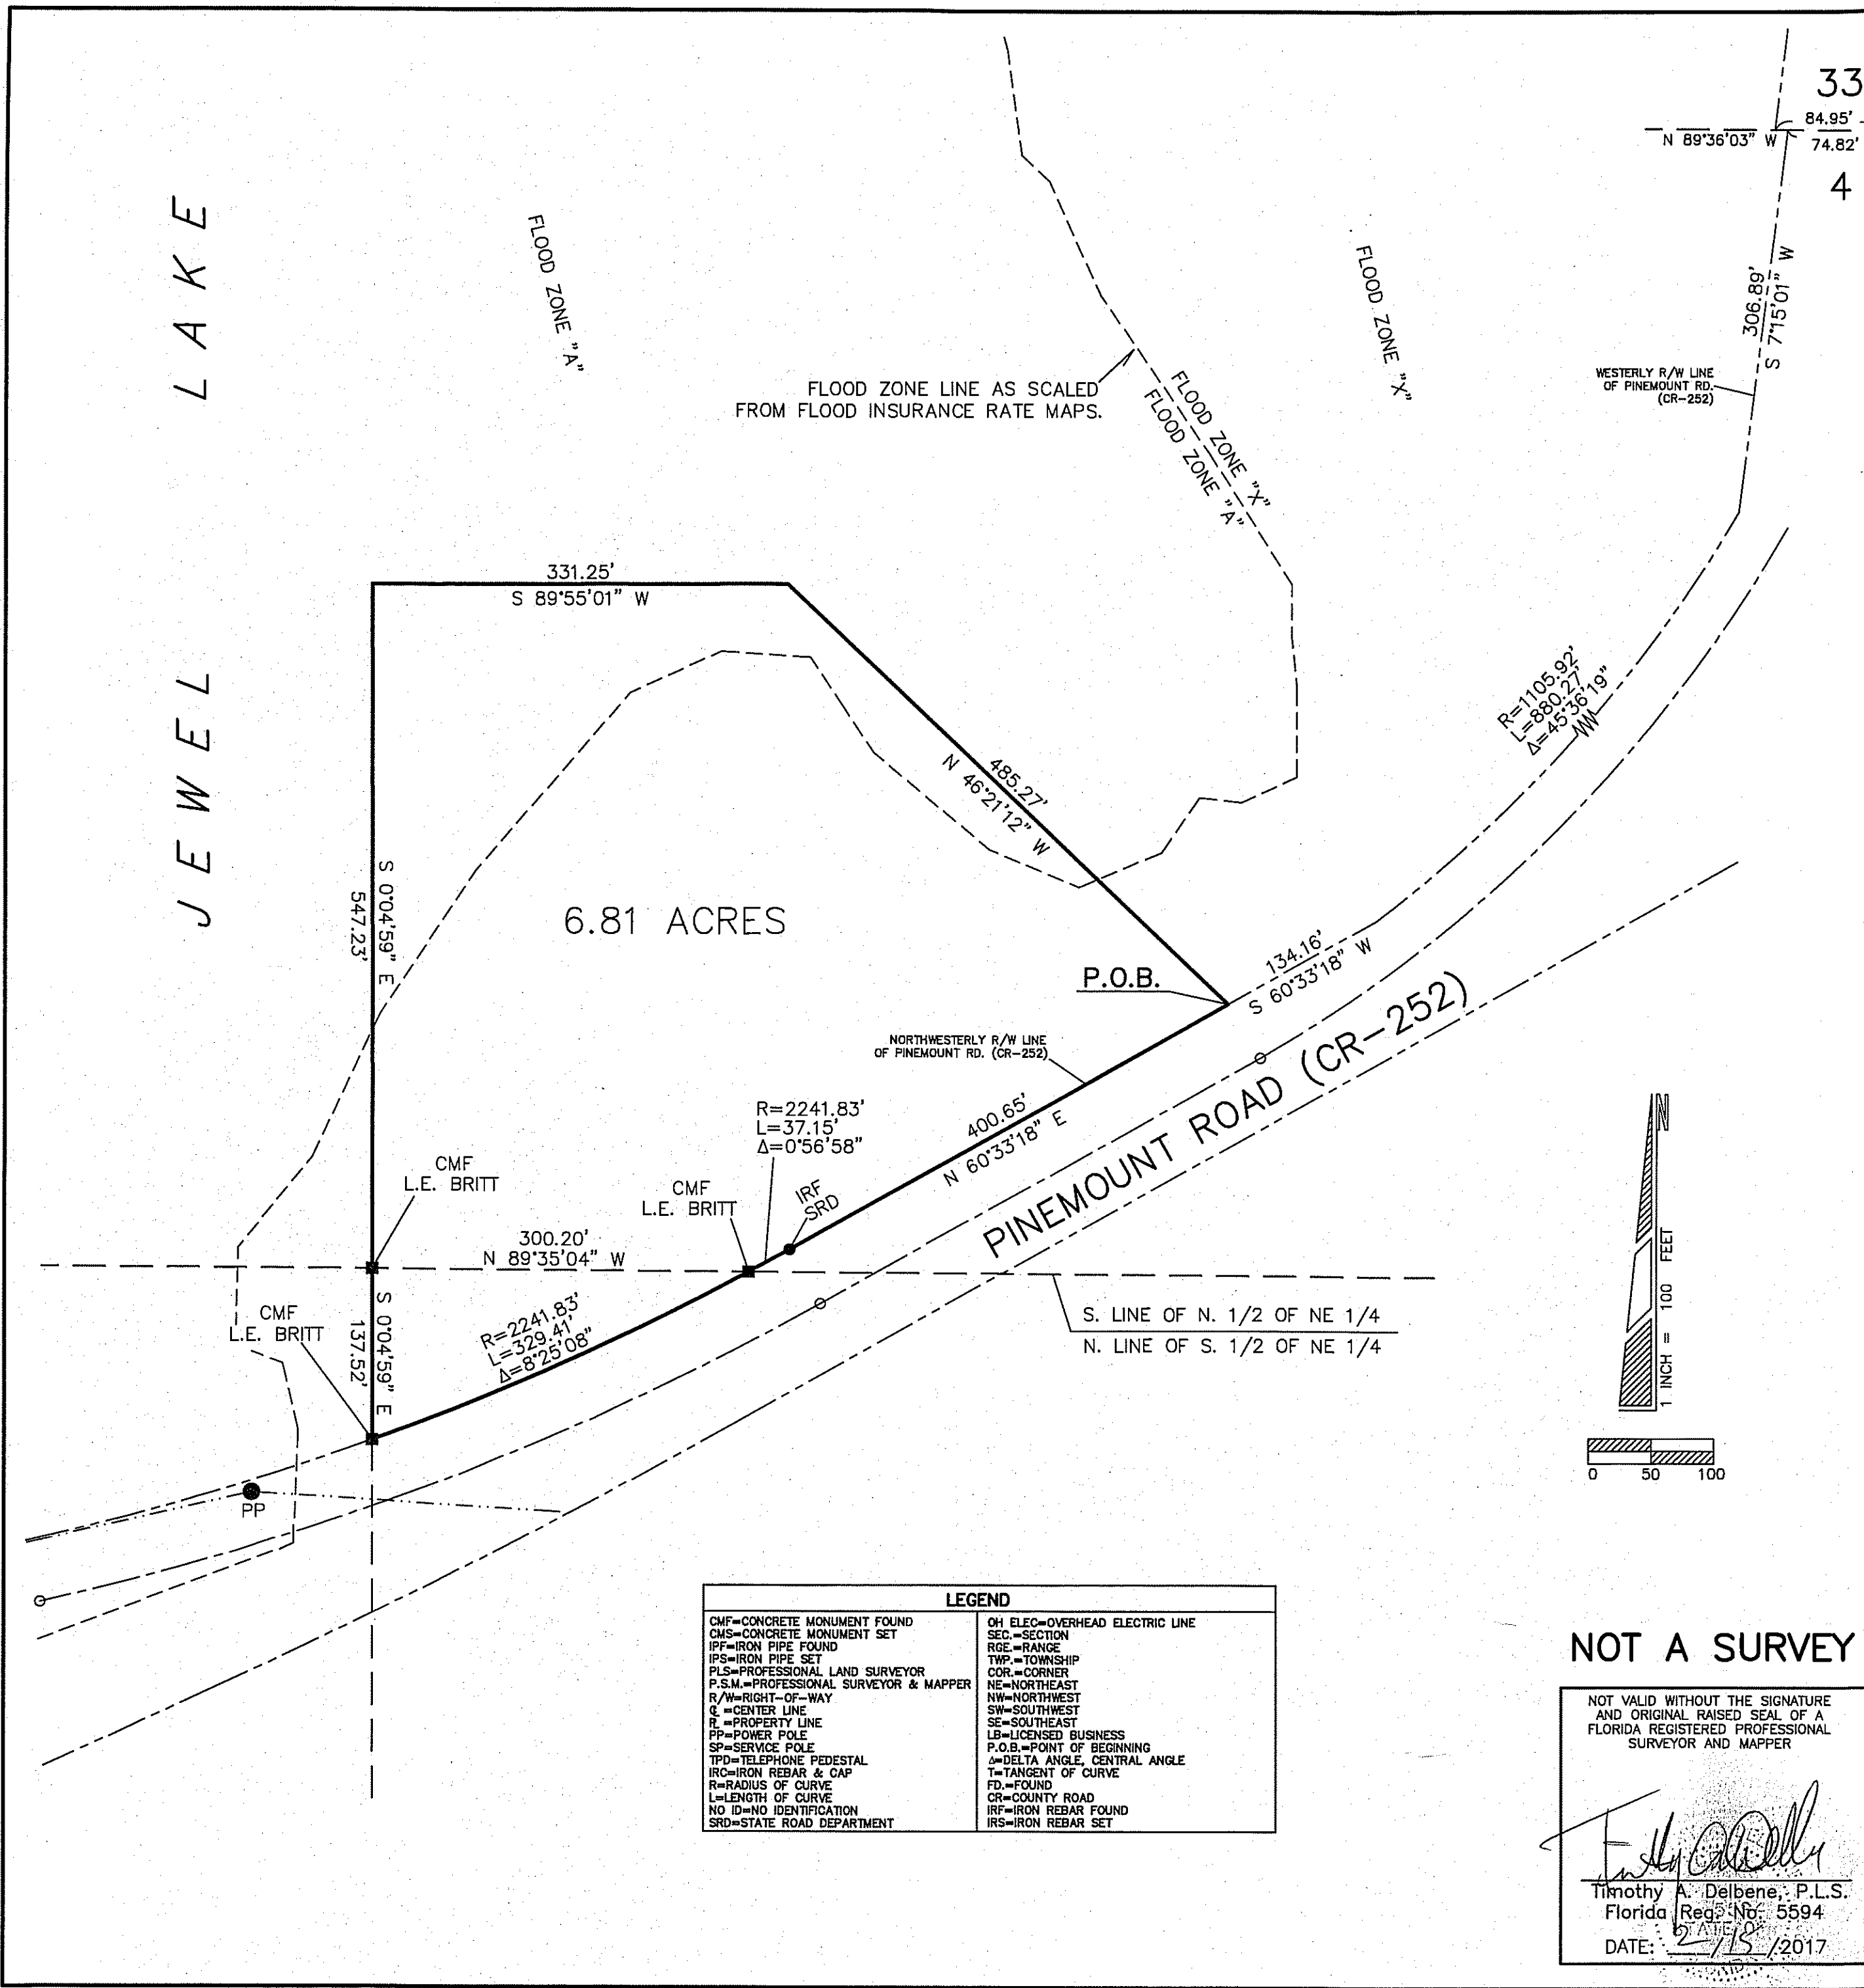 33
84.95'
N 89°36'03" W
74.82'
4
JEWEL LAKE
FLOOD ZONE "A"
FLOOD ZONE "X"
306.89'
S 7°15'01" W
WESTERLY R/W LINE
OF PINEMOUNT RD.
(CR-252)
FLOOD ZONE LINE AS SCALED
FROM FLOOD INSURANCE RATE MAPS.
FLOOD ZONE "X"
FLOOD ZONE "A"
331.25'
S 89°55'01" W
R=1105.92'
L=880.27'
Δ=45°36'19"
485.27'
N 46°21'12" W
S 0°04'59" E
547.23'
6.81 ACRES
134.16'
S 60°33'18" W
P.O.B.
NORTHWESTERLY R/W LINE
OF PINEMOUNT RD. (CR-252)
PINEMOUNT ROAD (CR-252)
R=2241.83'
L=37.15'
Δ=0°56'58"
400.65'
N 60°33'18" E
CMF
L.E. BRITT
CMF
L.E. BRITT
IRF
SRD
300.20'
N 89°35'04" W
CMF
L.E. BRITT
S 0°04'59" E
137.52'
R=2241.83'
L=329.41'
Δ=8°25'08"
S. LINE OF N. 1/2 OF NE 1/4
N. LINE OF S. 1/2 OF NE 1/4
N
1 INCH = 100 FEET
0 50 100
PP
LEGEND
CMF=CONCRETE MONUMENT FOUND
CMS=CONCRETE MONUMENT SET
IPF=IRON PIPE FOUND
IPS=IRON PIPE SET
PLS=PROFESSIONAL LAND SURVEYOR
P.S.M.=PROFESSIONAL SURVEYOR & MAPPER
R/W=RIGHT-OF-WAY
℄ =CENTER LINE
PL =PROPERTY LINE
PP=POWER POLE
SP=SERVICE POLE
TPD=TELEPHONE PEDESTAL
IRC=IRON REBAR & CAP
R=RADIUS OF CURVE
L=LENGTH OF CURVE
NO ID=NO IDENTIFICATION
SRD=STATE ROAD DEPARTMENT
OH ELEC=OVERHEAD ELECTRIC LINE
SEC.=SECTION
RGE.=RANGE
TWP.=TOWNSHIP
COR.=CORNER
NE=NORTHEAST
NW=NORTHWEST
SW=SOUTHWEST
SE=SOUTHEAST
LB=LICENSED BUSINESS
P.O.B.=POINT OF BEGINNING
Δ=DELTA ANGLE, CENTRAL ANGLE
T=TANGENT OF CURVE
FD.=FOUND
CR=COUNTY ROAD
IRF=IRON REBAR FOUND
IRS=IRON REBAR SET
NOT A SURVEY
NOT VALID WITHOUT THE SIGNATURE
AND ORIGINAL RAISED SEAL OF A
FLORIDA REGISTERED PROFESSIONAL
SURVEYOR AND MAPPER
Timothy A. Delbene, P.L.S.
Florida Reg. No. 5594
DATE: 2/15/2017